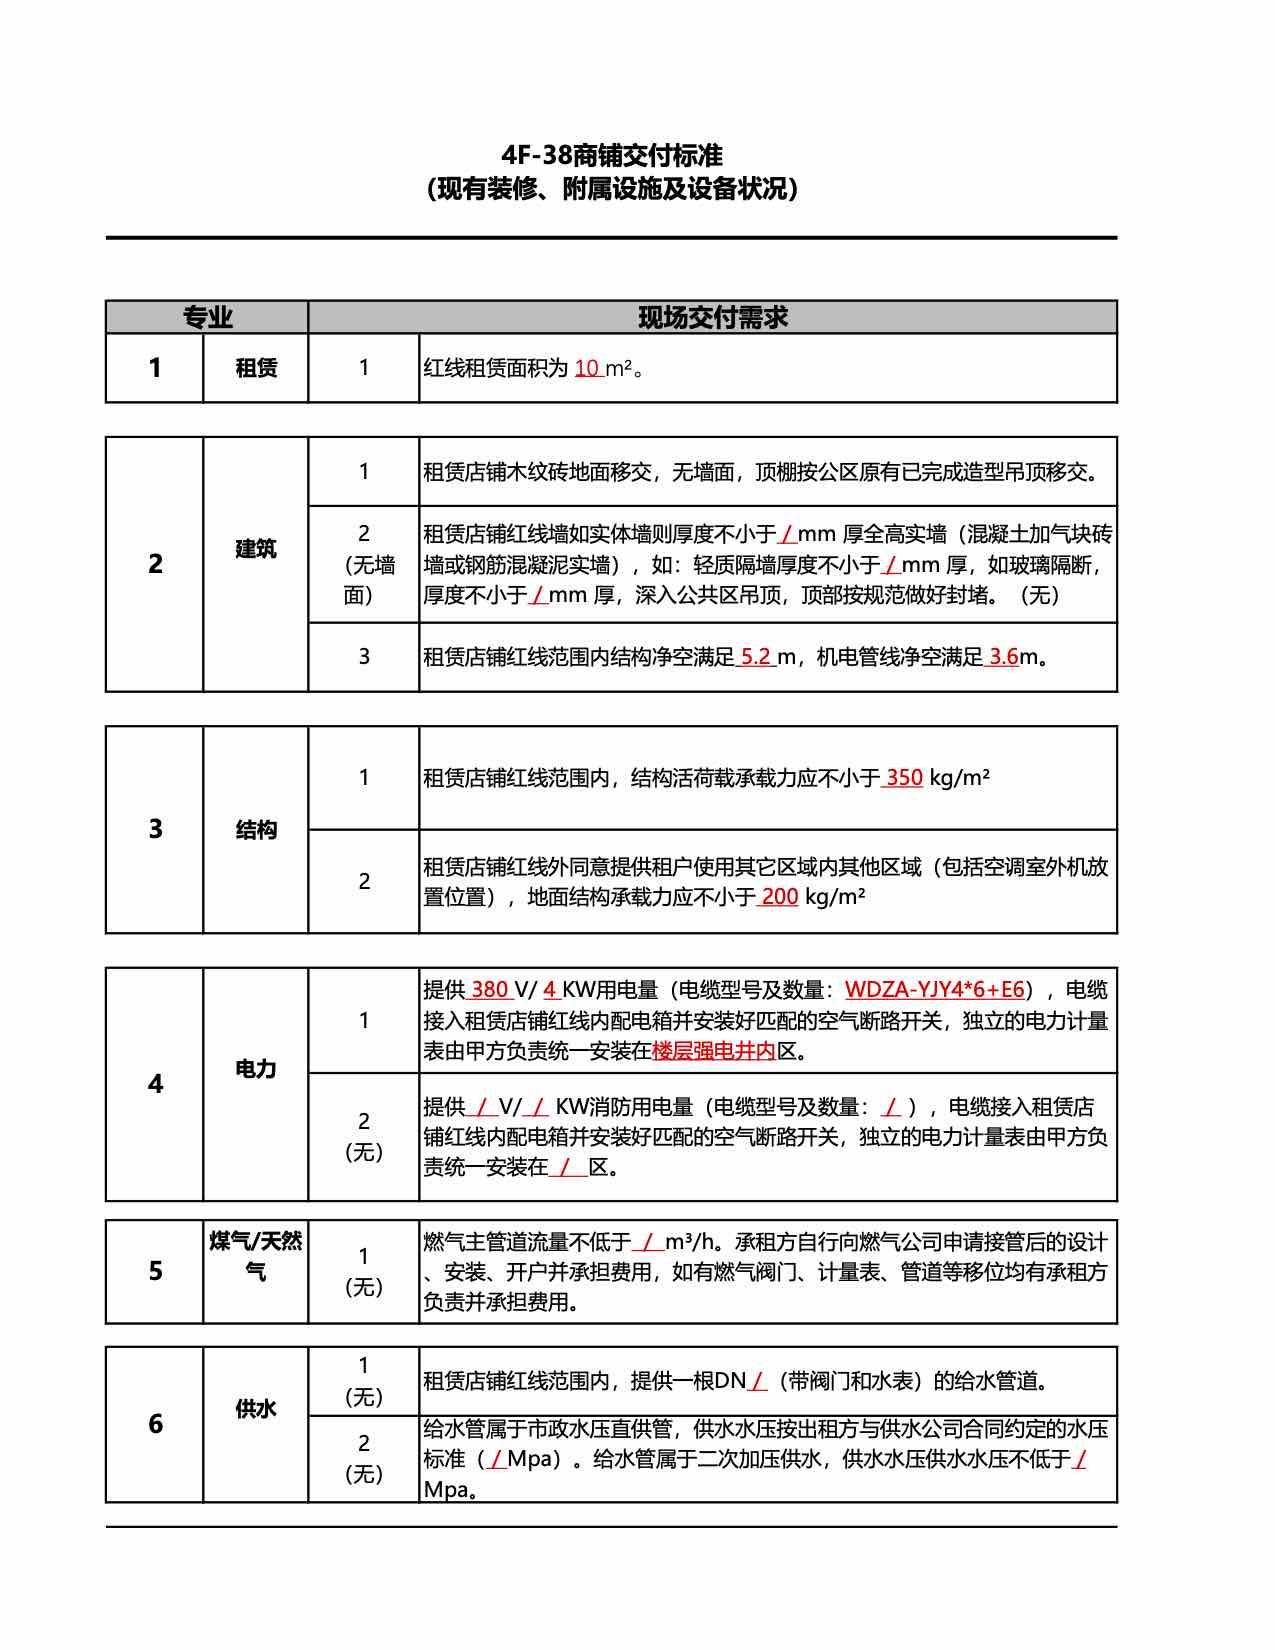 4F-38商铺交付标准
（现有装修、附属设施及设备状况）
专业 现场交付需求
1 租赁 1 红线租赁面积为 10 m²。
2 建筑
1 租赁店铺木纹砖地面移交，无墙面，顶棚按公区原有已完成造型吊顶移交。
2
（无墙
面）
租赁店铺红线墙如实体墙则厚度不小于 / mm 厚全高实墙（混凝土加气块砖
墙或钢筋混凝泥实墙），如：轻质隔墙厚度不小于 / mm 厚，如玻璃隔断，
厚度不小于 / mm 厚，深入公共区吊顶，顶部按规范做好封堵。（无）
3 租赁店铺红线范围内结构净空满足 5.2 m，机电管线净空满足 3.6m。
3 结构
1 租赁店铺红线范围内，结构活荷载承载力应不小于 350 kg/m²
2
租赁店铺红线外同意提供租户使用其它区域内其他区域（包括空调室外机放
置位置），地面结构承载力应不小于 200 kg/m²
4 电力
1
提供 380 V/ 4 KW用电量（电缆型号及数量：WDZA-YJY4*6+E6），电缆
接入租赁店铺红线内配电箱并安装好匹配的空气断路开关，独立的电力计量
表由甲方负责统一安装在楼层强电井内区。
2
（无）
提供 / V/ / KW消防用电量（电缆型号及数量： / ），电缆接入租赁店
铺红线内配电箱并安装好匹配的空气断路开关，独立的电力计量表由甲方负
责统一安装在 / 区。
5
煤气/天然
气
1
（无）
燃气主管道流量不低于 / m³/h。承租方自行向燃气公司申请接管后的设计
、安装、开户并承担费用，如有燃气阀门、计量表、管道等移位均有承租方
负责并承担费用。
6 供水
1
（无）
租赁店铺红线范围内，提供一根DN / （带阀门和水表）的给水管道。
2
（无）
给水管属于市政水压直供管，供水水压按出租方与供水公司合同约定的水压
标准（ / Mpa）。给水管属于二次加压供水，供水水压供水水压不低于 /
Mpa。